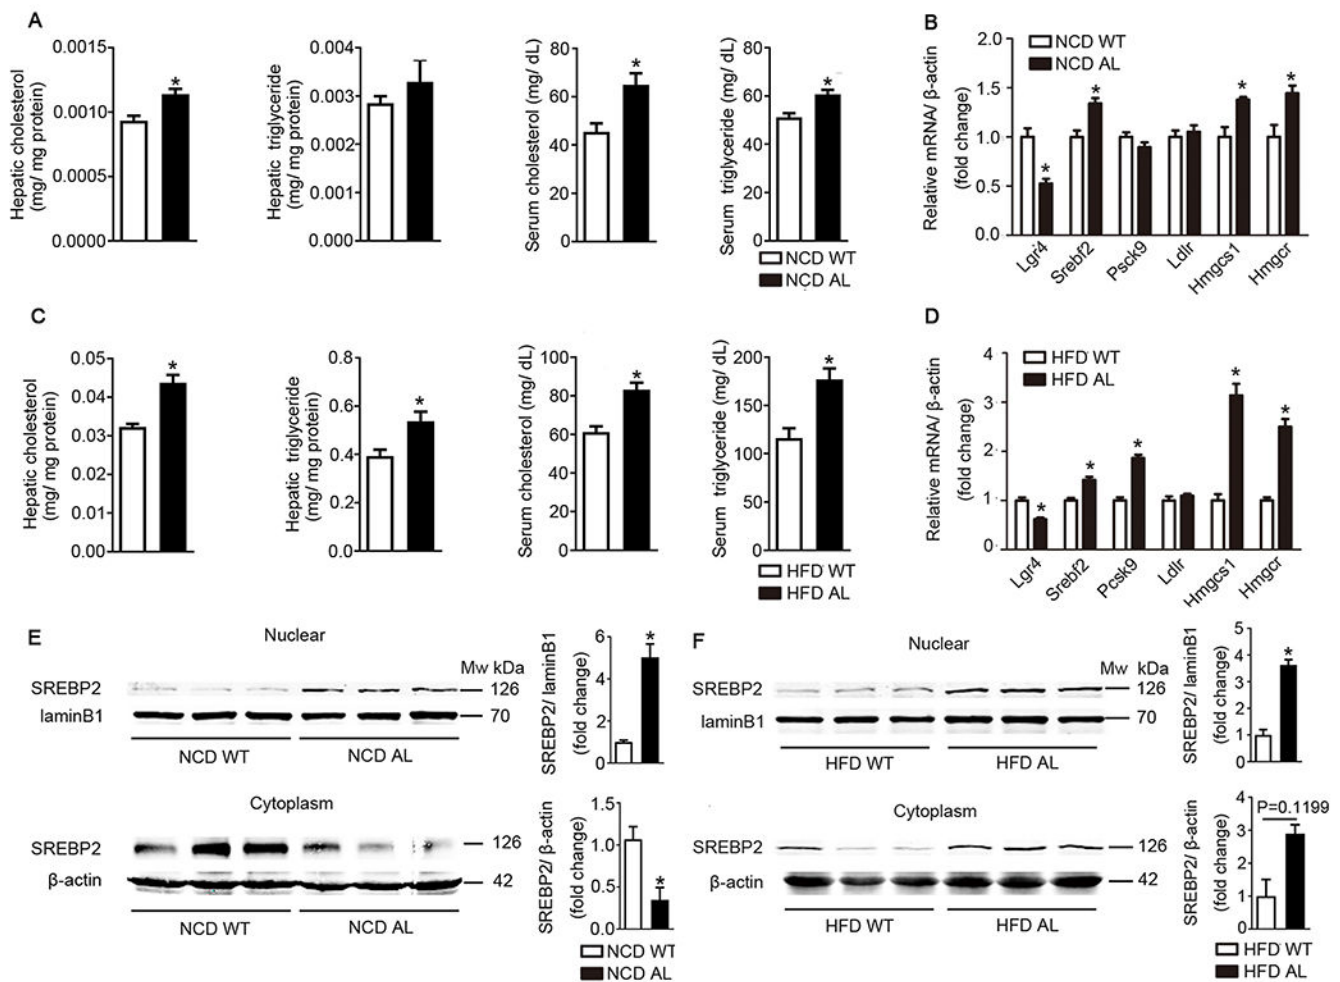 A
Hepatic cholesterol
(mg/ mg protein)
0.0015
0.0010
0.0005
0.0000
*
Hepatic triglyceride
(mg/ mg protein)
0.004
0.003
0.002
0.001
0.000
Serum cholesterol (mg/ dL)
80
60
40
20
0
*
Serum triglyceride (mg/ dL)
80
60
40
20
0
*
NCD WT
NCD AL
B
Relative mRNA/ β-actin
(fold change)
2.0
1.5
1.0
0.5
0.0
NCD WT
NCD AL
*
*
*
*
Lgr4
Srebf2
Psck9
Ldlr
Hmgcs1
Hmgcr
C
Hepatic cholesterol
(mg/ mg protein)
0.05
0.04
0.03
0.02
0.01
0.00
*
Hepatic triglyceride
(mg/ mg protein)
0.8
0.6
0.4
0.2
0.0
*
Serum cholesterol (mg/ dL)
100
80
60
40
20
0
*
Serum triglyceride (mg/ dL)
200
150
100
50
0
*
HFD WT
HFD AL
D
Relative mRNA/ β-actin
(fold change)
4
3
2
1
0
HFD WT
HFD AL
*
*
*
*
*
Lgr4
Srebf2
Pcsk9
Ldlr
Hmgcs1
Hmgcr
E
Nuclear
Mw kDa
SREBP2
126
laminB1
70
NCD WT
NCD AL
SREBP2/ laminB1
(fold change)
6
4
2
0
*
Cytoplasm
SREBP2
126
β-actin
42
NCD WT
NCD AL
SREBP2/ β-actin
(fold change)
1.5
1.0
0.5
0.0
*
NCD WT
NCD AL
F
Nuclear
Mw kDa
SREBP2
126
laminB1
70
HFD WT
HFD AL
SREBP2/ laminB1
(fold change)
5
4
3
2
1
0
*
Cytoplasm
SREBP2
126
β-actin
42
HFD WT
HFD AL
SREBP2/ β-actin
(fold change)
4
3
2
1
0
P=0.1199
HFD WT
HFD AL